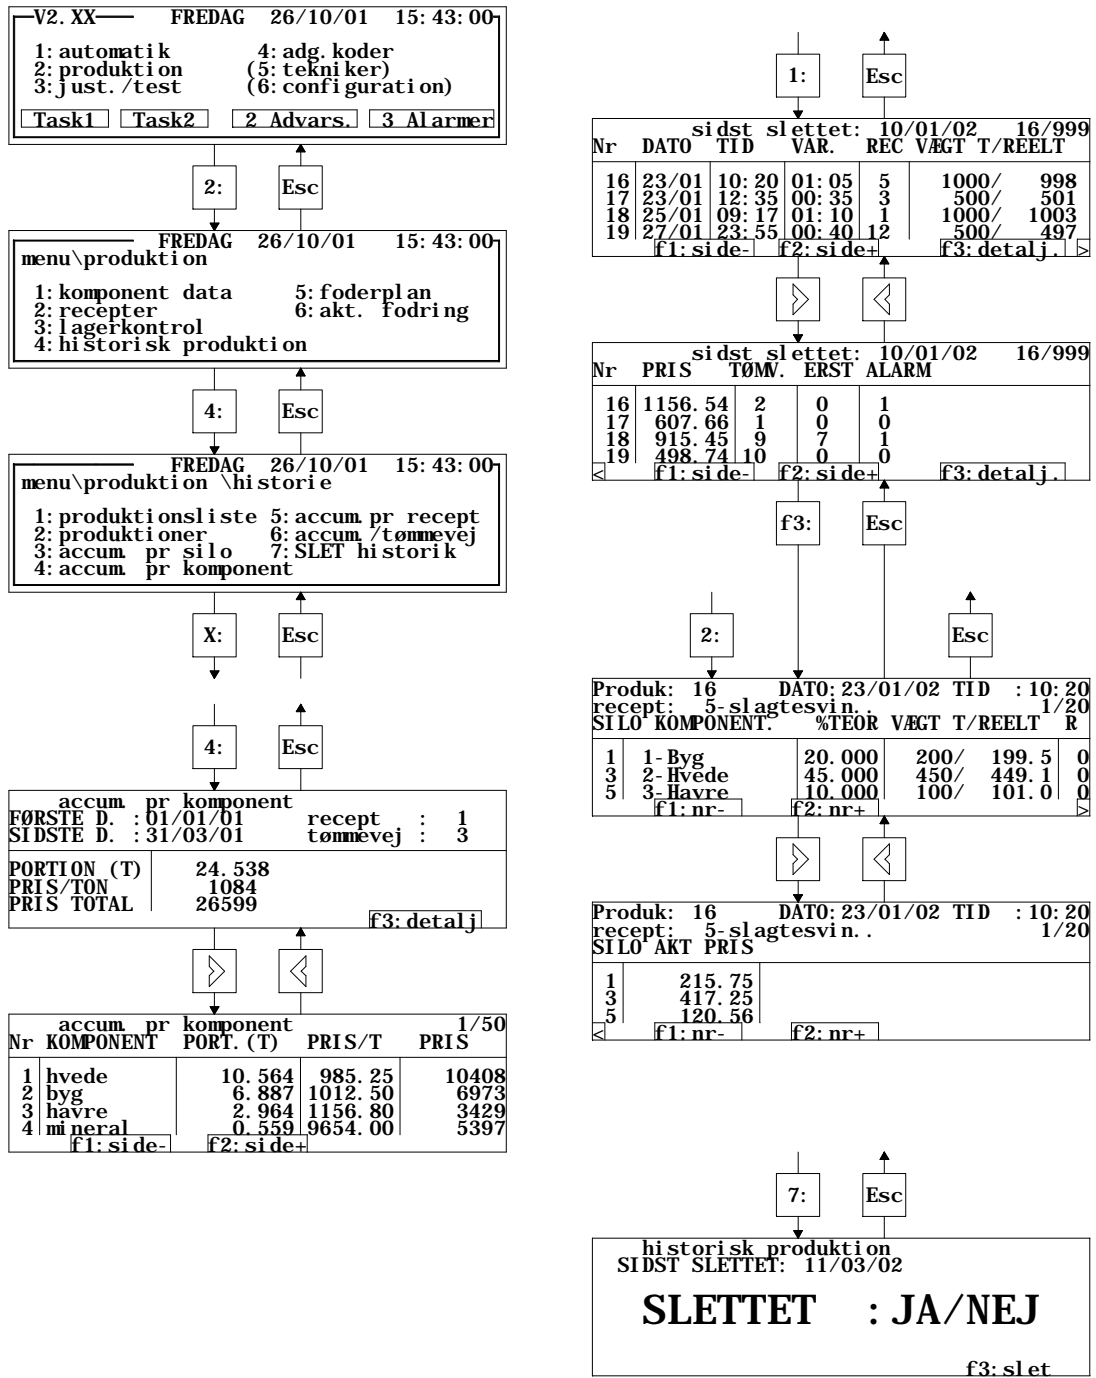 V2.XX FREDAG 26/10/01 15:43:00
1:automatik 4:adg.koder
2:produktion (5:tekniker)
3:just./test (6:configuration)
Task1 Task2 2 Advars. 3 Alarmer
2: Esc
FREDAG 26/10/01 15:43:00
menu\produktion
1:komponent data 5:foderplan
2:recepter 6:akt. fodring
3:lagerkontrol
4:historisk produktion
4: Esc
FREDAG 26/10/01 15:43:00
menu\produktion \historie
1:produktionsliste 5:accum.pr recept
2:produktioner 6:accum./tømmevej
3:accum. pr silo 7:SLET historik
4:accum. pr komponent
X: Esc
4: Esc
accum. pr komponent
FØRSTE D. :01/01/01 recept : 1
SIDSTE D. :31/03/01 tømmevej : 3
PORTION (T) 24.538
PRIS/TON 1084
PRIS TOTAL 26599
f3:detalj
accum. pr komponent 1/50
Nr KOMPONENT PORT.(T) PRIS/T PRIS
1 hvede 10.564 985.25 10408
2 byg 6.887 1012.50 6973
3 havre 2.964 1156.80 3429
4 mineral 0.559 9654.00 5397
f1:side- f2:side+
1: Esc
sidst slettet: 10/01/02 16/999
Nr DATO TID VAR. REC VÆGT T/REELT
16 23/01 10:20 01:05 5 1000/ 998
17 23/01 12:35 00:35 3 500/ 501
18 25/01 09:17 01:10 1 1000/ 1003
19 27/01 23:55 00:40 12 500/ 497
f1:side- f2:side+ f3:detalj. >
sidst slettet: 10/01/02 16/999
Nr PRIS TØMV. ERST ALARM
16 1156.54 2 0 1
17 607.66 1 0 0
18 915.45 9 7 1
19 498.74 10 0 0
< f1:side- f2:side+ f3:detalj.
f3: Esc
2: Esc
Produk: 16 DATO:23/01/02 TID :10:20
recept: 5-slagtesvin.. 1/20
SILO KOMPONENT. %TEOR VÆGT T/REELT R
1 1-Byg 20.000 200/ 199.5 0
3 2-Hvede 45.000 450/ 449.1 0
5 3-Havre 10.000 100/ 101.0 0
f1:nr- f2:nr+ >
Produk: 16 DATO:23/01/02 TID :10:20
recept: 5-slagtesvin.. 1/20
SILO AKT PRIS
1 215.75
3 417.25
5 120.56
< f1:nr- f2:nr+
7: Esc
historisk produktion
SIDST SLETTET: 11/03/02
SLETTET :JA/NEJ
f3:slet